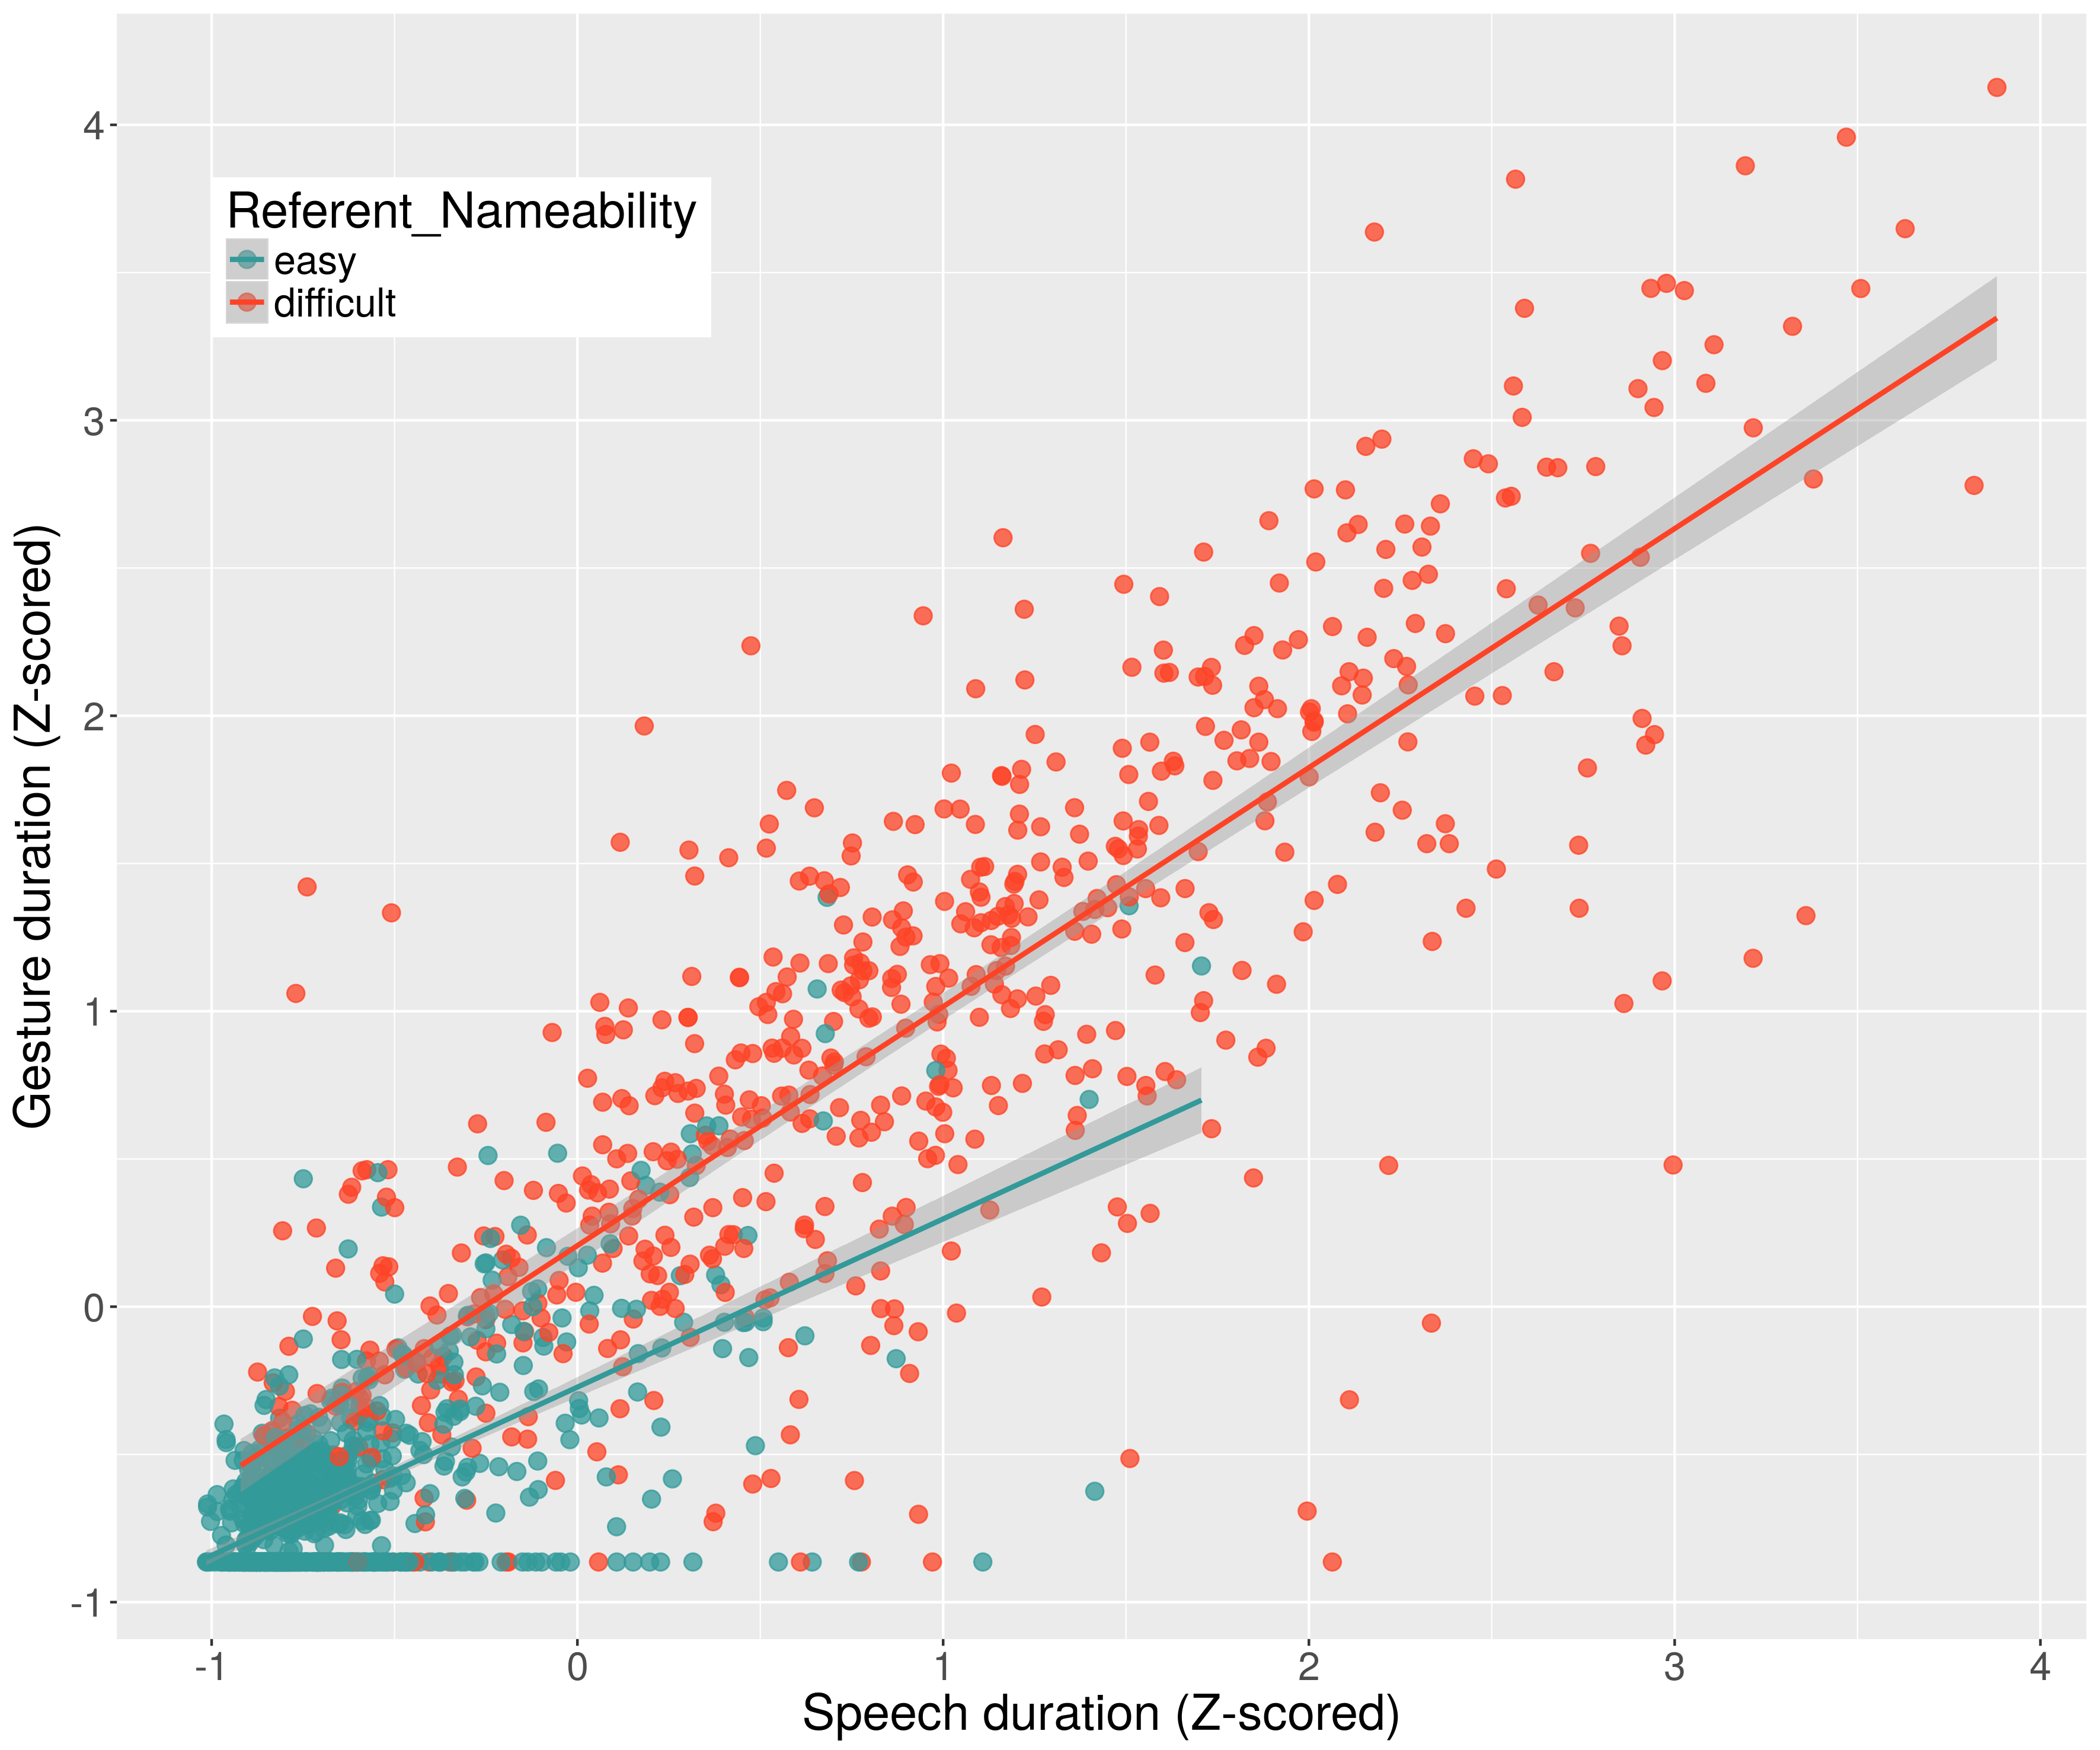 4
3
2
1
0
-1
Gesture duration (Z-scored)
Referent_Nameability
easy
difficult
-1 0 1 2 3 4
Speech duration (Z-scored)